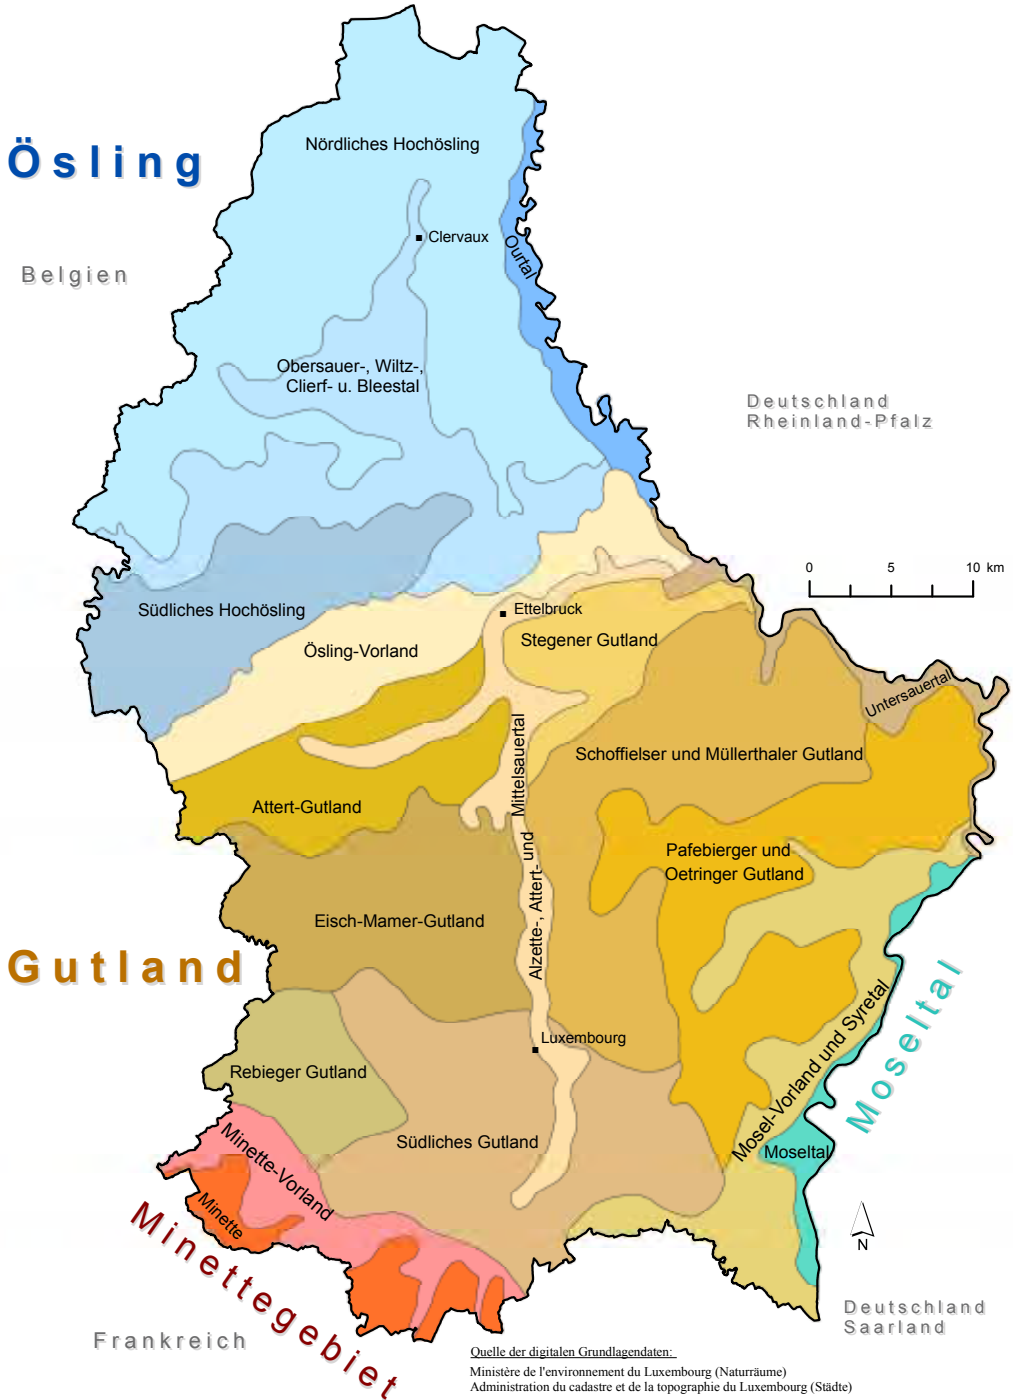 Nördliches Hochösling
Ösling
Clervaux
Ourtal
Belgien
Obersauer-, Wiltz-,
Clierf- u. Bleestal
Deutschland
Rheinland-Pfalz
0 5 10 km
Südliches Hochösling
Ettelbruck
Stegener Gutland
Ösling-Vorland
Untersauertal
Schoffielser und Müllerthaler Gutland
Attert-Gutland
Alzette-, Attert- und Mittelsauertal
Pafebierger und
Oetringer Gutland
Eisch-Mamer-Gutland
Gutland
Moseltal
Mosel-Vorland und Syretal
Luxembourg
Rebieger Gutland
Südliches Gutland
Moseltal
Minette-Vorland
Minette
Minettegebiet
N
Deutschland
Saarland
Frankreich
Quelle der digitalen Grundlagendaten:
Ministère de l'environnement du Luxembourg (Naturräume)
Administration du cadastre et de la topographie du Luxembourg (Städte)